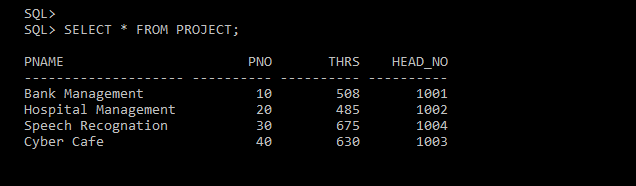 SQL>
SQL> SELECT * FROM PROJECT;
PNAME                       PNO       THRS    HEAD_NO
-------------------- ---------- ---------- ----------
Bank Management              10        508       1001
Hospital Management          20        485       1002
Speech Recognation           30        675       1004
Cyber Cafe                   40        630       1003